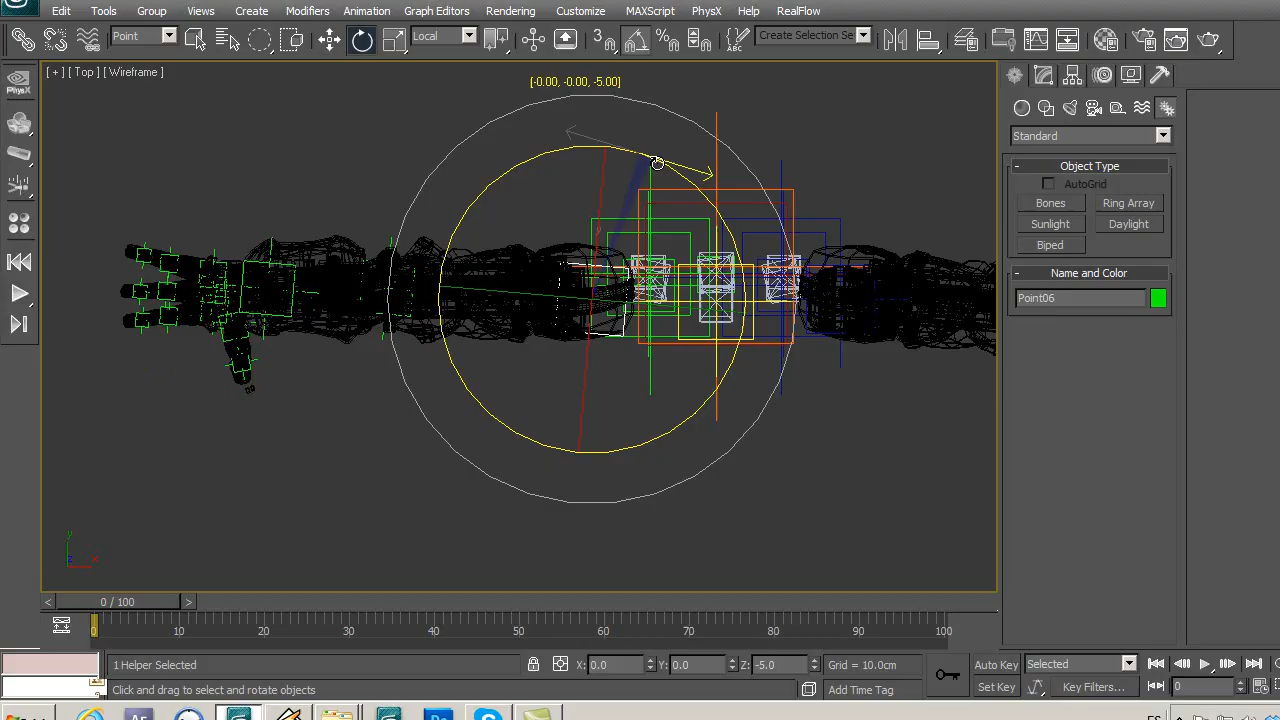 Edit Tools Group Views Create Modifiers Animation Graph Editors Rendering Customize MAXScript PhysX Help RealFlow
Point Local 3 ABC Create Selection Se
[ + ] [ Top ] [ Wireframe ]
[-0.00, -0.00, -5.00]
PhysX
Standard
- Object Type
AutoGrid
Bones Ring Array
Sunlight Daylight
Biped
- Name and Color
Point06
y
z x
< 0 / 100 >
0 10 20 30 40 50 60 70 80 90 100
1 Helper Selected X: 0.0 Y: 0.0 Z: -5.0 Grid = 10.0cm Auto Key Selected
Click and drag to select and rotate objects Add Time Tag Set Key Key Filters... 0